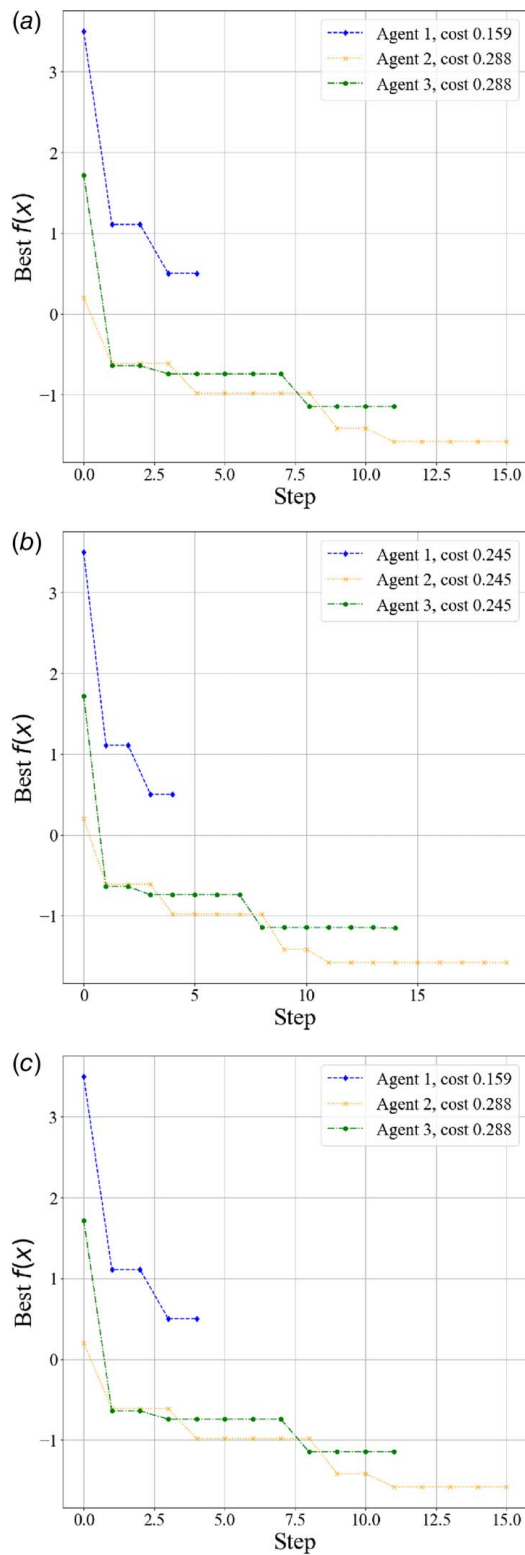 (a)
Agent 1, cost 0.159
Agent 2, cost 0.288
Agent 3, cost 0.288
3
2
1
0
−1
Best f(x)
0.0 2.5 5.0 7.5 10.0 12.5 15.0
Step
(b)
Agent 1, cost 0.245
Agent 2, cost 0.245
Agent 3, cost 0.245
3
2
1
0
−1
Best f(x)
0 5 10 15
Step
(c)
Agent 1, cost 0.159
Agent 2, cost 0.288
Agent 3, cost 0.288
3
2
1
0
−1
Best f(x)
0.0 2.5 5.0 7.5 10.0 12.5 15.0
Step